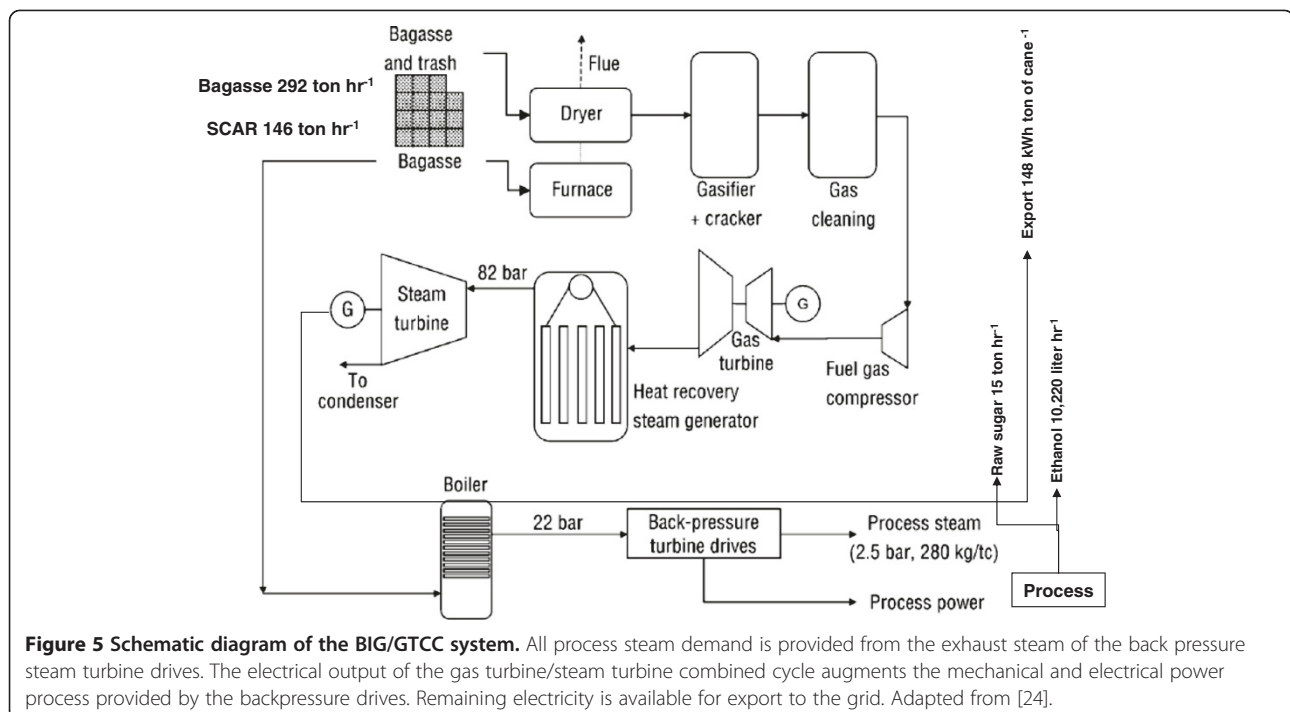 Bagasse
and trash
Bagasse 292 ton hr-1
SCAR 146 ton hr-1
Bagasse
Flue
Dryer
Furnace
Gasifier
+ cracker
Gas
cleaning
Export 148 kWh ton of cane -1
G
Steam
turbine
82 bar
To
condenser
Heat recovery
steam generator
Gas
turbine
G
Fuel gas
compressor
Raw sugar 15 ton hr-1
Ethanol 10,220 liter hr-1
Boiler
22 bar
Back-pressure
turbine drives
Process steam
(2.5 bar, 280 kg/tc)
Process power
Process
Figure 5 Schematic diagram of the BIG/GTCC system. All process steam demand is provided from the exhaust steam of the back pressure
steam turbine drives. The electrical output of the gas turbine/steam turbine combined cycle augments the mechanical and electrical power
process provided by the backpressure drives. Remaining electricity is available for export to the grid. Adapted from [24].